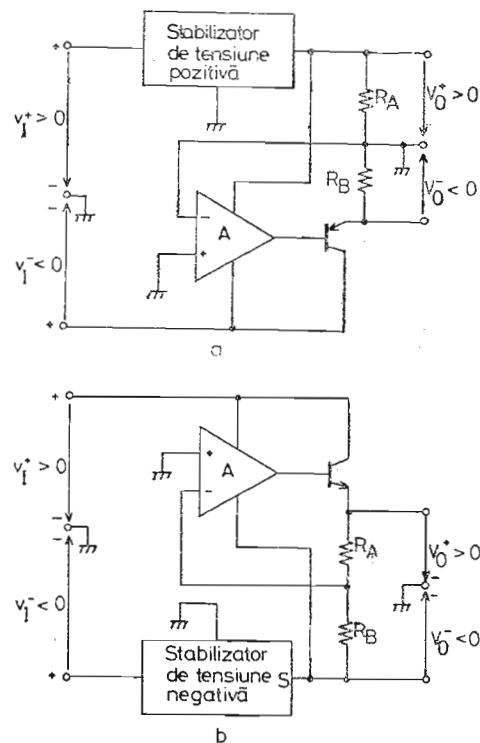 +
Stabilizator
de tensiune
pozitivă
v_I^+ > 0
R_A
V_O^+ > 0
R_B
V_O^- < 0
−
−
−
A
+
v_I^- < 0
+
a
+
+
A
−
v_I^+ > 0
−
−
R_A
V_O^+ > 0
−
−
R_B
V_O^- < 0
v_I^- < 0
Stabilizator
de tensiune S
negativă
+
b